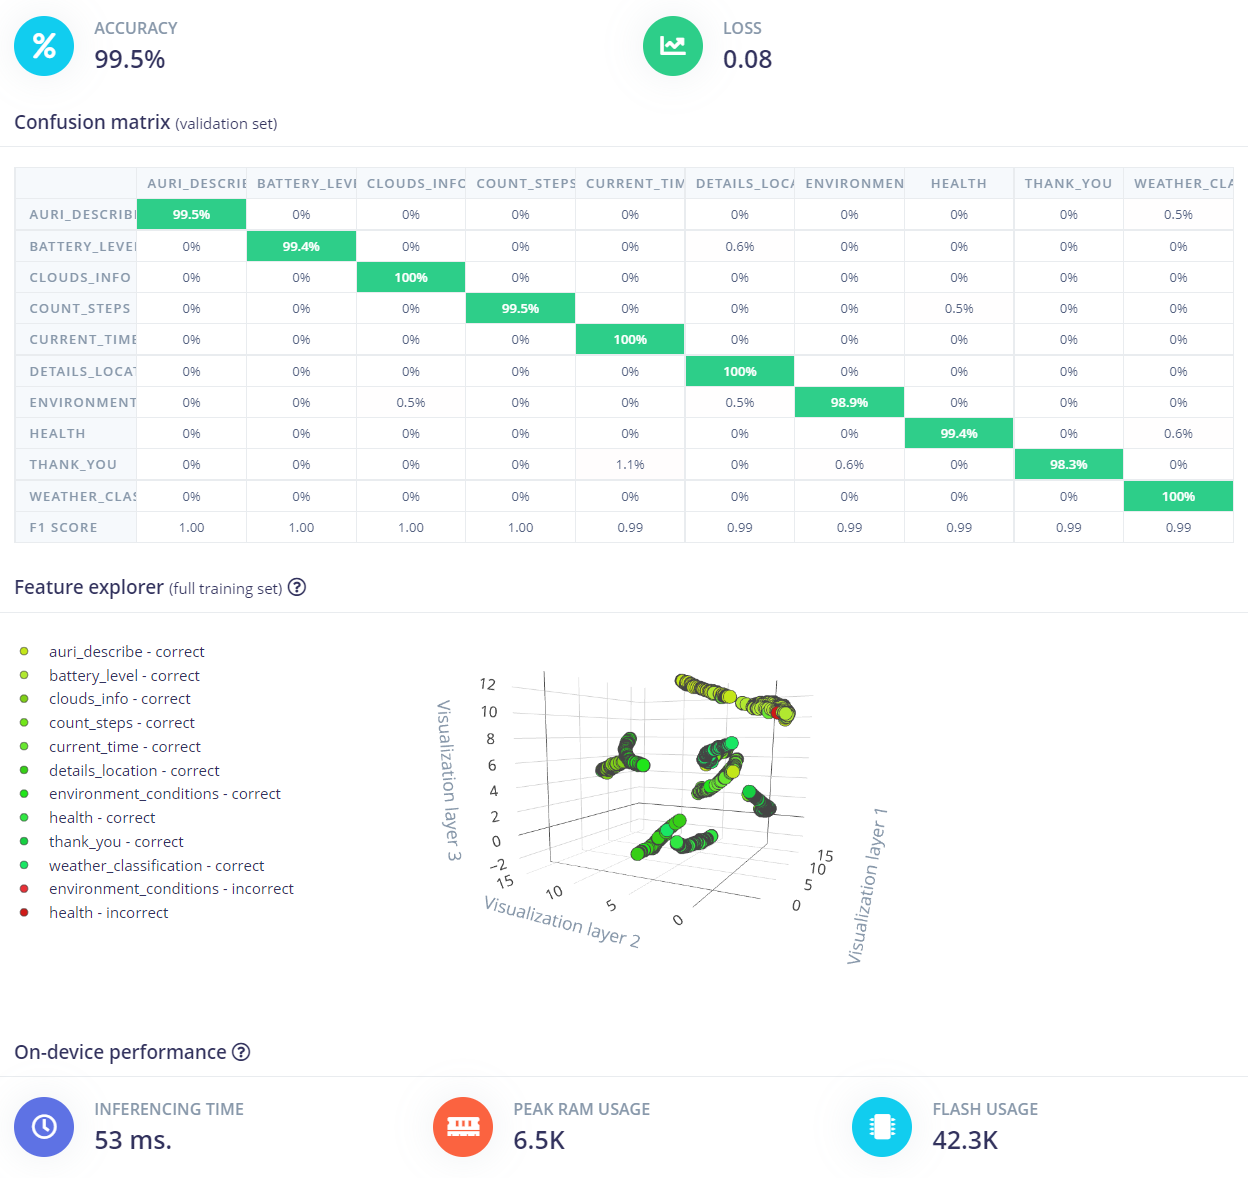 ACCURACY
99.5%
LOSS
0.08
Confusion matrix (validation set)
AURI_DESCRIE BATTERY_LEVE CLOUDS_INFO COUNT_STEPS CURRENT_TIM DETAILS_LOCA ENVIRONMEN HEALTH THANK_YOU WEATHER_CLA
AURI_DESCRIBE 99.5% 0% 0% 0% 0% 0% 0% 0% 0% 0.5%
BATTERY_LEVEL 0% 99.4% 0% 0% 0% 0.6% 0% 0% 0% 0%
CLOUDS_INFO 0% 0% 100% 0% 0% 0% 0% 0% 0% 0%
COUNT_STEPS 0% 0% 0% 99.5% 0% 0% 0% 0.5% 0% 0%
CURRENT_TIME 0% 0% 0% 0% 100% 0% 0% 0% 0% 0%
DETAILS_LOCAT 0% 0% 0% 0% 0% 100% 0% 0% 0% 0%
ENVIRONMENT 0% 0% 0.5% 0% 0% 0.5% 98.9% 0% 0% 0%
HEALTH 0% 0% 0% 0% 0% 0% 0% 99.4% 0% 0.6%
THANK_YOU 0% 0% 0% 0% 1.1% 0% 0.6% 0% 98.3% 0%
WEATHER_CLAS 0% 0% 0% 0% 0% 0% 0% 0% 0% 100%
F1 SCORE 1.00 1.00 1.00 1.00 0.99 0.99 0.99 0.99 0.99 0.99
Feature explorer (full training set) ?
auri_describe - correct
battery_level - correct
clouds_info - correct
count_steps - correct
current_time - correct
details_location - correct
environment_conditions - correct
health - correct
thank_you - correct
weather_classification - correct
environment_conditions - incorrect
health - incorrect
Visualization layer 3
12
10
8
6
4
2
0
−2
15
10
5
0
Visualization layer 2
15
10
5
0
Visualization layer 1
On-device performance ?
INFERENCING TIME
53 ms.
PEAK RAM USAGE
6.5K
FLASH USAGE
42.3K